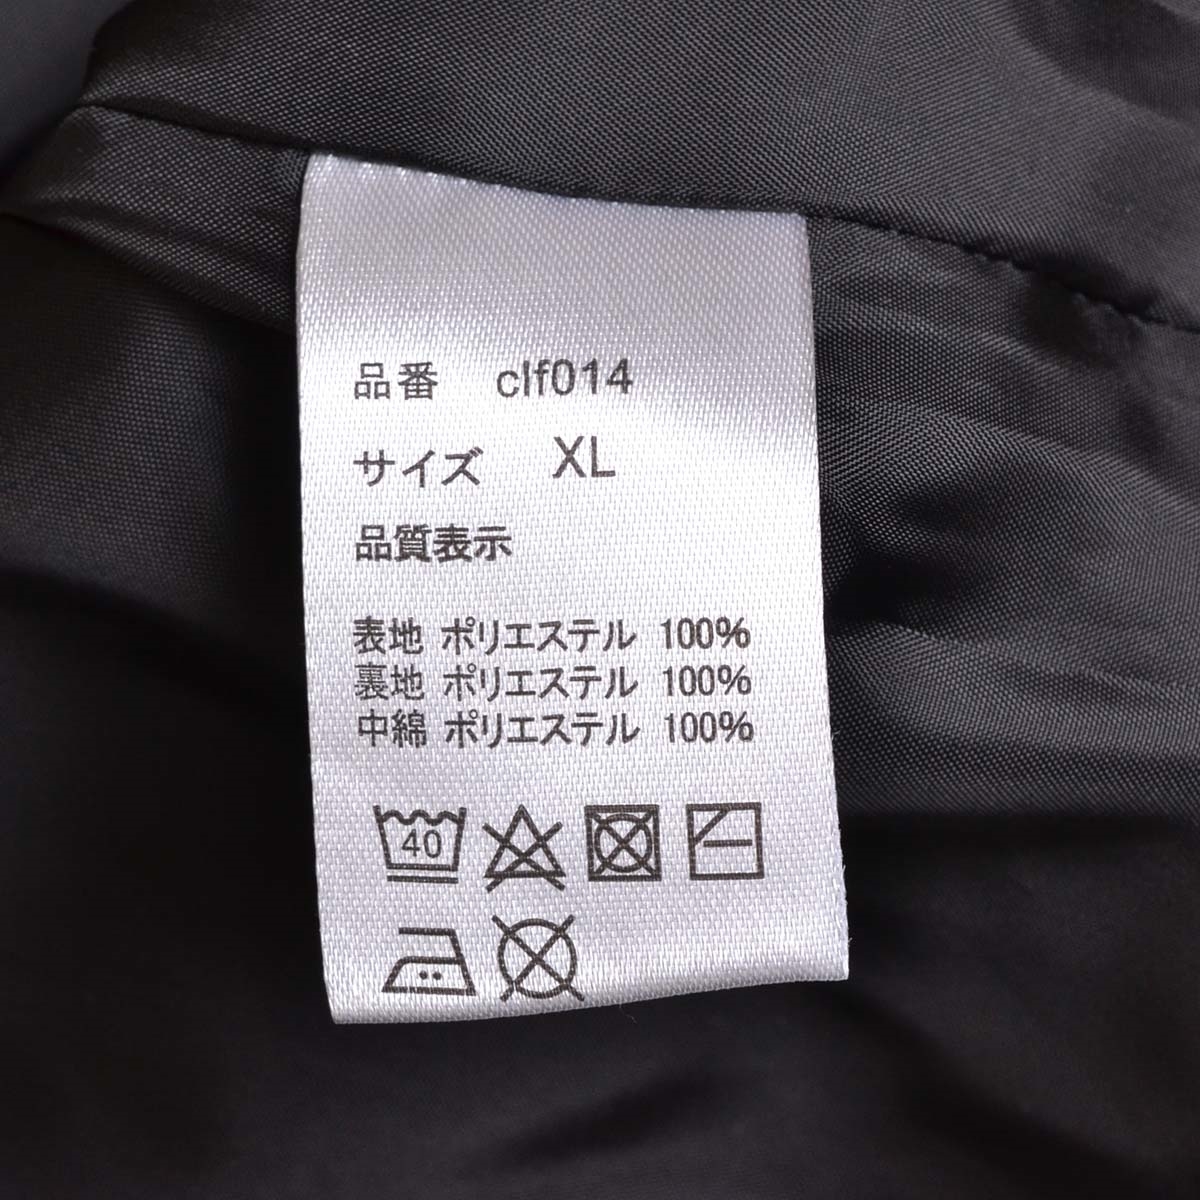 品番 clf014
サイズ XL
品質表示
表地 ポリエステル 100%
裏地 ポリエステル 100%
中綿 ポリエステル 100%
40